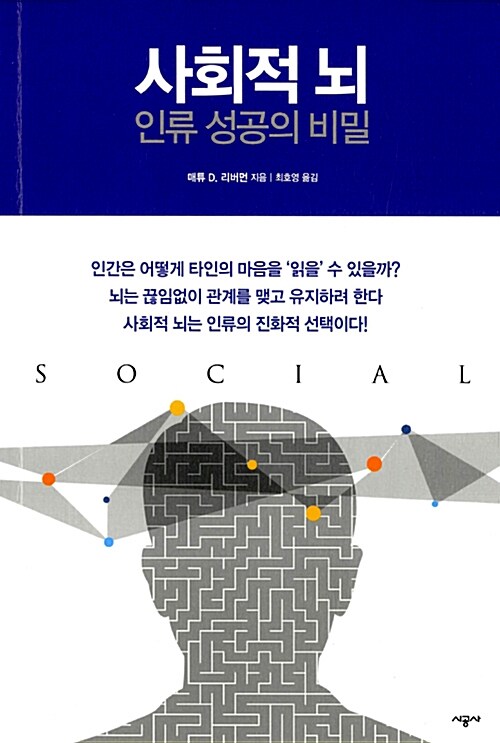 사회적 뇌
인류 성공의 비밀
매튜 D. 리버먼 지음 | 최호영 옮김
인간은 어떻게 타인의 마음을 '읽을' 수 있을까?
뇌는 끊임없이 관계를 맺고 유지하려 한다
사회적 뇌는 인류의 진화적 선택이다!
SOCIAL
시공사